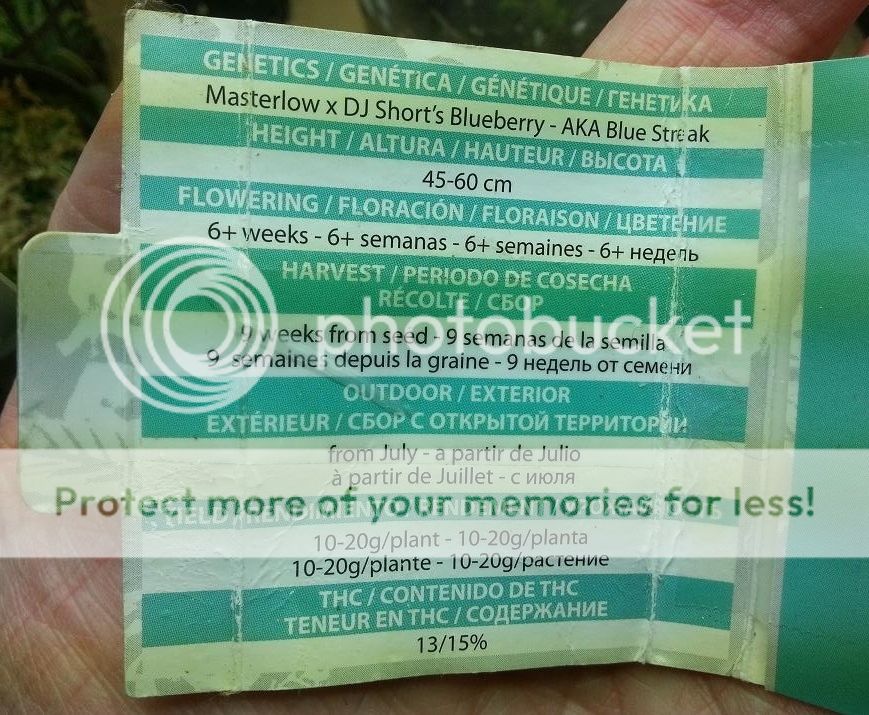 GENETICS / GENÉTICA / GÉNÉTIQUE / ГЕНЕТИКА
Masterlow x DJ Short's Blueberry - AKA Blue Streak
HEIGHT / ALTURA / HAUTEUR / ВЫСОТА
45-60 cm
FLOWERING / FLORACIÓN / FLORAISON / ЦВЕТЕНИЕ
6+ weeks - 6+ semanas - 6+ semaines - 6+ недель
HARVEST / PERIODO DE COSECHA
RÉCOLTE / СБОР
photobucket
9 weeks from seed - 9 semanas de la semilla
9 semaines depuis la graine - 9 недель от семени
OUTDOOR / EXTERIOR
EXTÉRIEUR / СБОР С ОТКРЫТОЙ ТЕРРИТОРИИ
from July - a partir de Julio
à partir de Juillet - с июля
Protect more of your memories for less!
YIELD / RENDIMIENTO / RENDEMENT /
10-20g/plant - 10-20g/planta
10-20g/plante - 10-20g/растение
THC / CONTENIDO DE THC
TENEUR EN THC / СОДЕРЖАНИЕ
13/15%